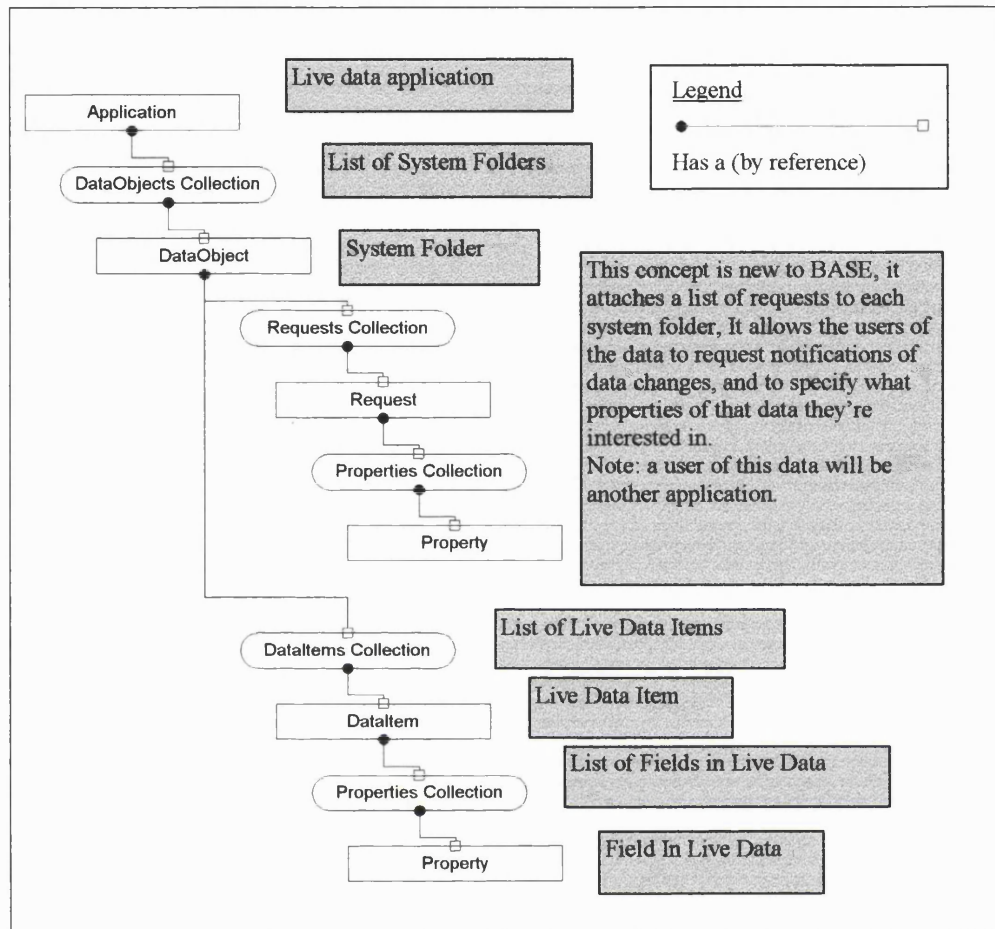 Live data application
Legend
Application
Has a (by reference)
List of System Folders
DataObjects Collection
System Folder
DataObject
This concept is new to BASE, it
attaches a list of requests to each
system folder, It allows the users of
the data to request notifications of
data changes, and to specify what
properties of that data they're
interested in.
Note: a user of this data will be
another application.
Requests Collection
Request
Properties Collection
Property
List of Live Data Items
DataItems Collection
Live Data Item
DataItem
List of Fields in Live Data
Properties Collection
Field In Live Data
Property